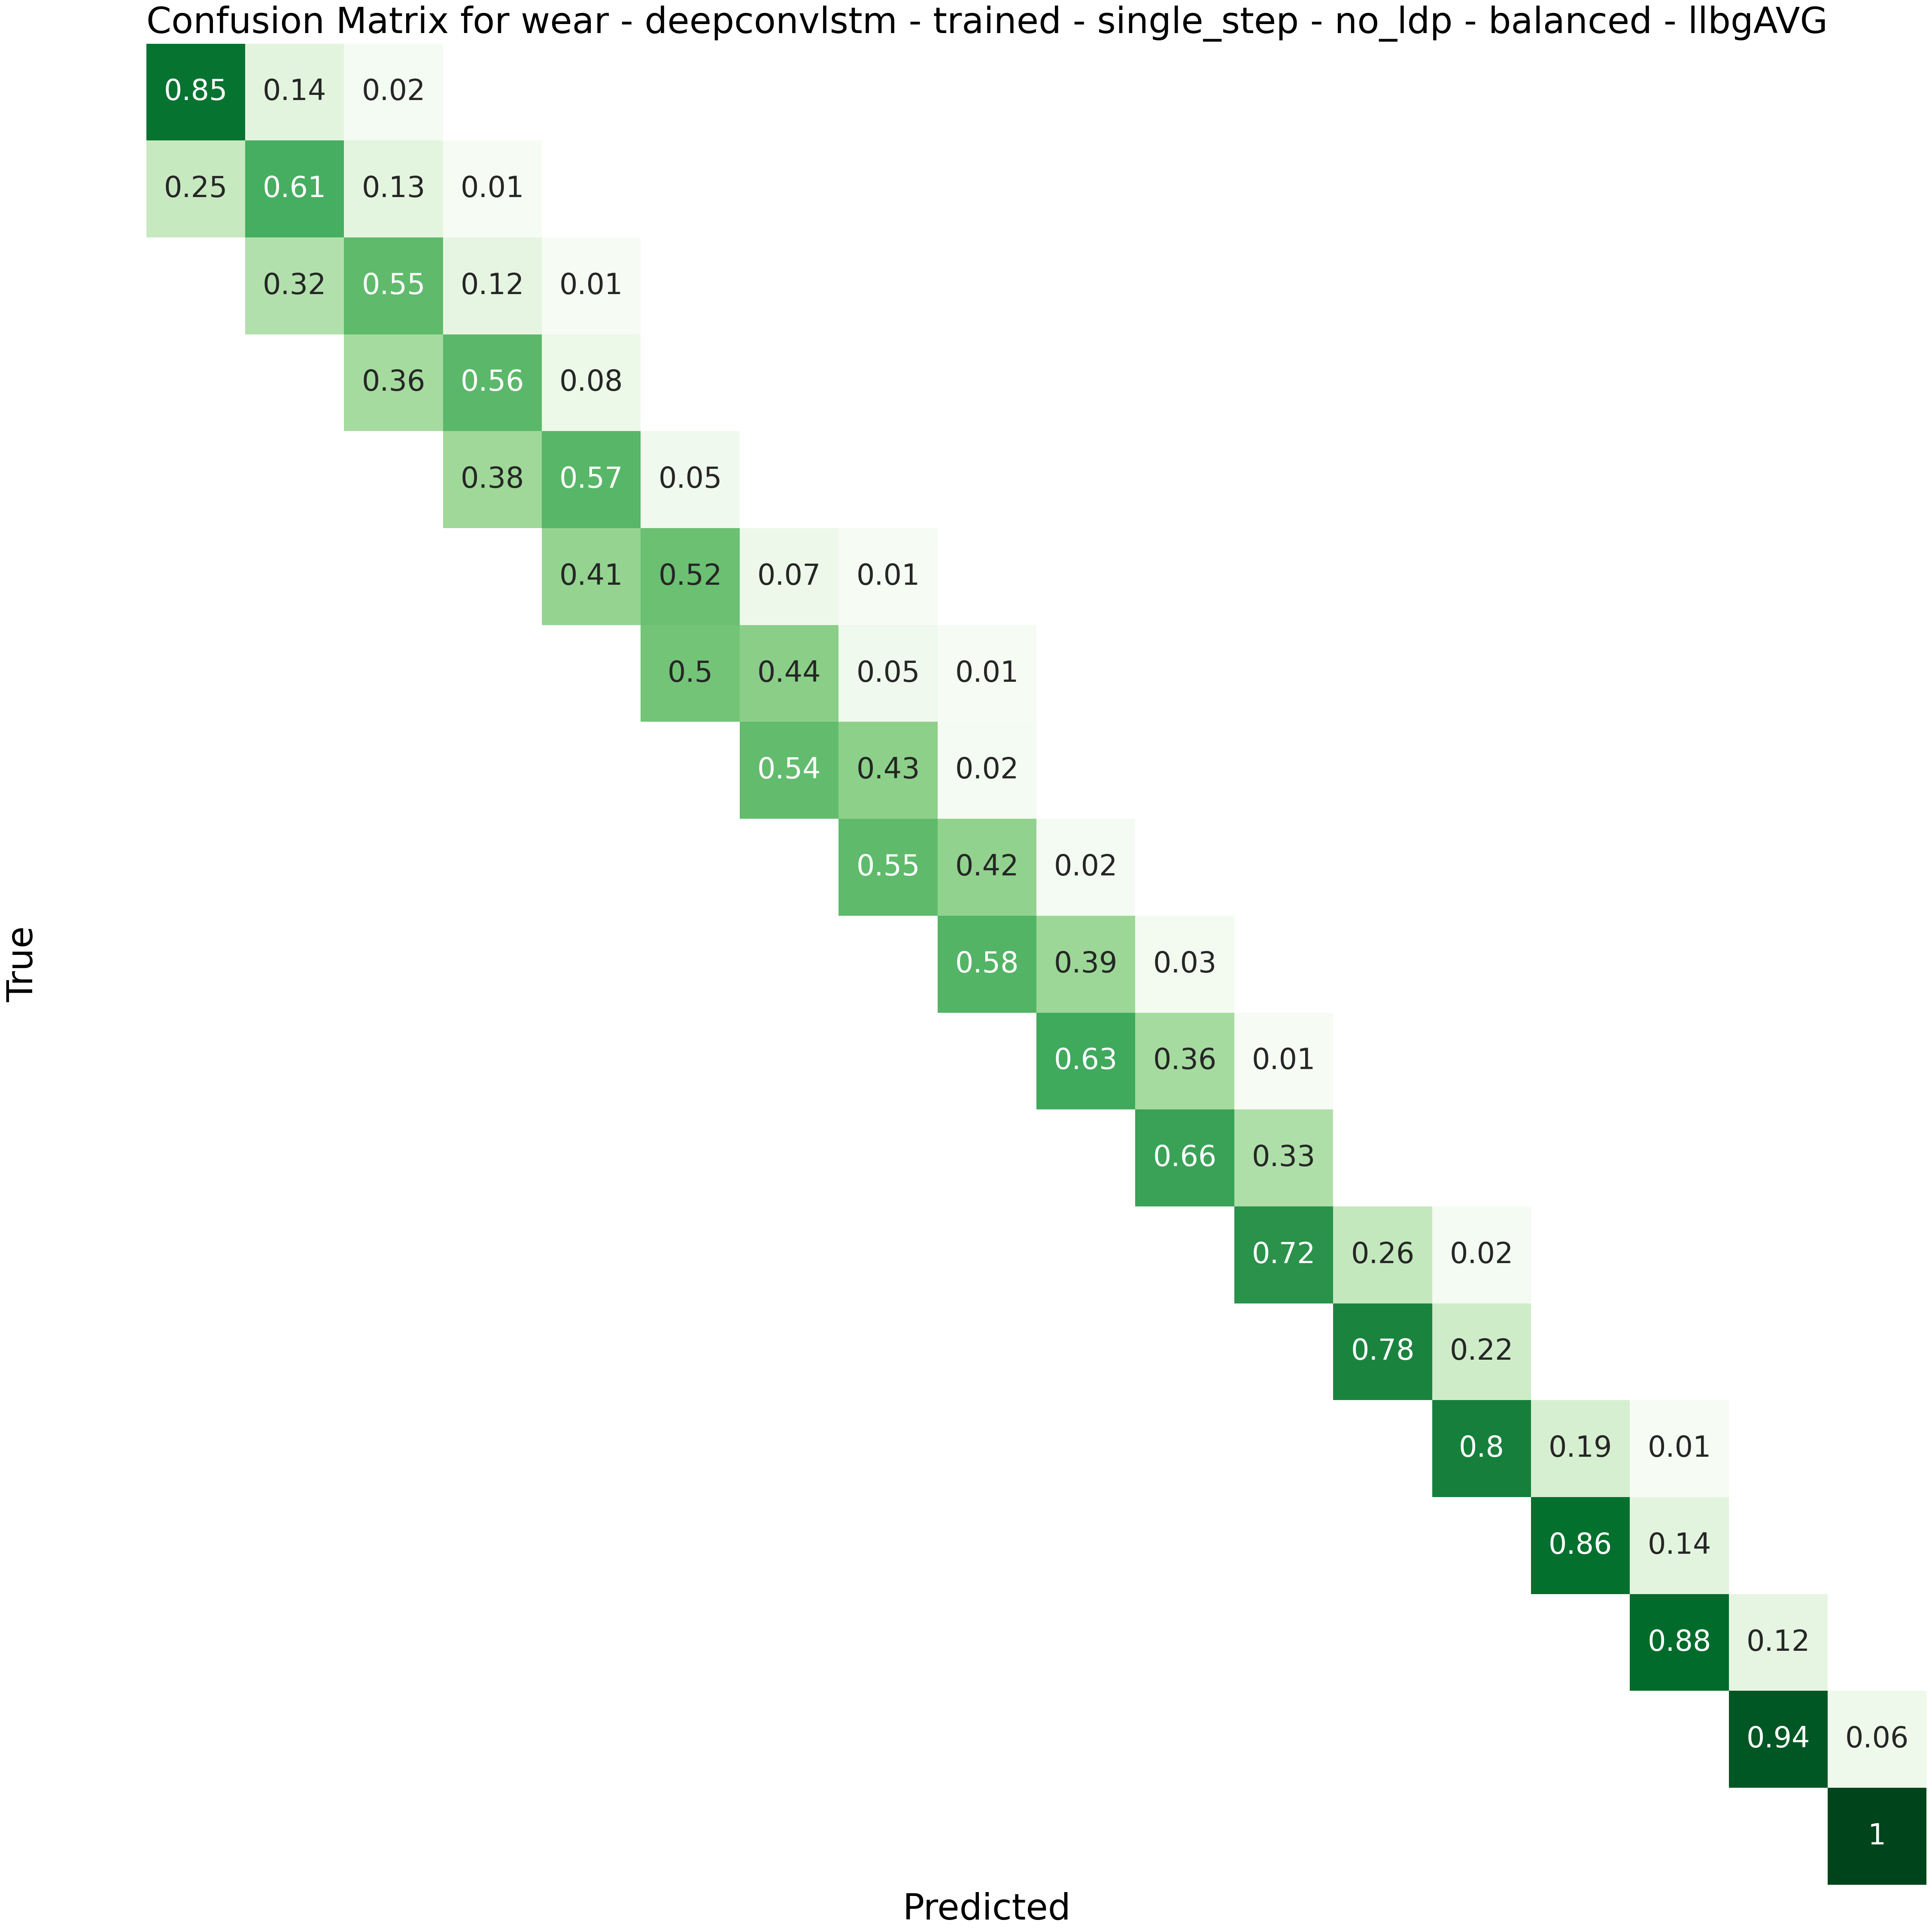 Confusion Matrix for wear - deepconvlstm - trained - single_step - no_ldp - balanced - llbgAVG
0.85 0.14 0.02
0.25 0.61 0.13 0.01
0.32 0.55 0.12 0.01
0.36 0.56 0.08
0.38 0.57 0.05
0.41 0.52 0.07 0.01
0.5 0.44 0.05 0.01
0.54 0.43 0.02
0.55 0.42 0.02
True
0.58 0.39 0.03
0.63 0.36 0.01
0.66 0.33
0.72 0.26 0.02
0.78 0.22
0.8 0.19 0.01
0.86 0.14
0.88 0.12
0.94 0.06
1
Predicted